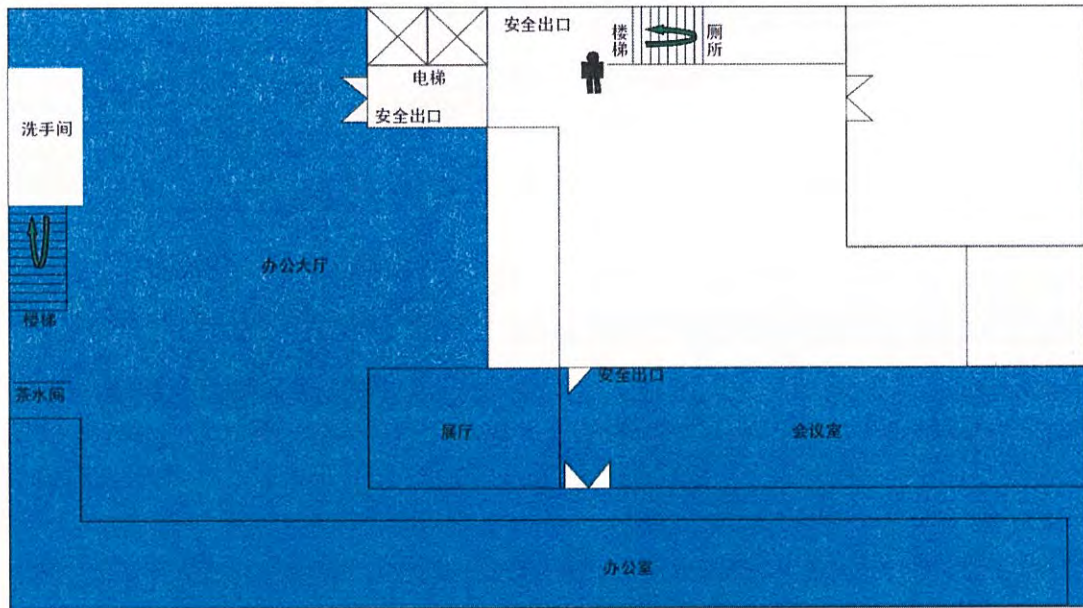 安全出口
楼梯
厕所
电梯
安全出口
洗手间
办公大厅
楼梯
茶水间
安全出口
展厅
会议室
办公室